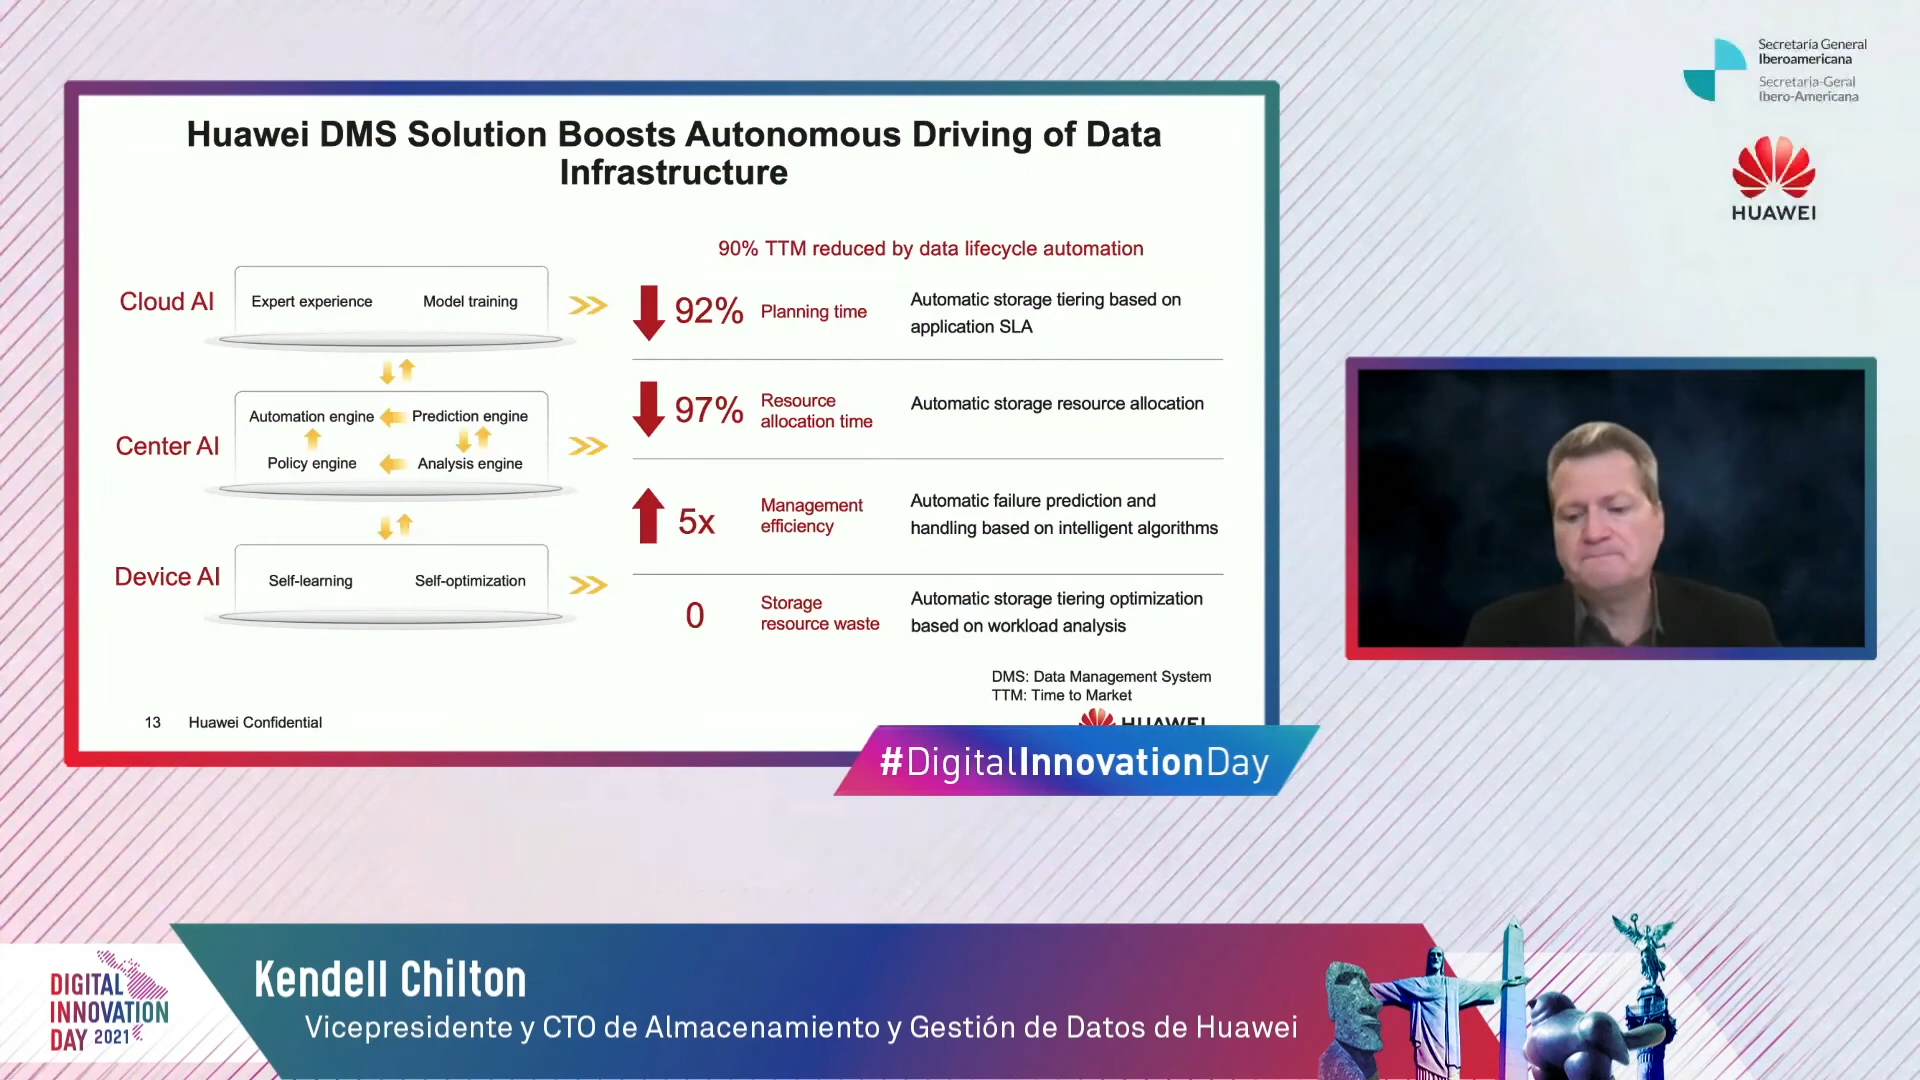 Secretaría General
Iberoamericana
Secretaria-Geral
Ibero-Americana
HUAWEI
Huawei DMS Solution Boosts Autonomous Driving of Data
Infrastructure
90% TTM reduced by data lifecycle automation
Cloud AI
Expert experience
Model training
92%
Planning time
Automatic storage tiering based on
application SLA
Center AI
Automation engine
Prediction engine
Policy engine
Analysis engine
97%
Resource
allocation time
Automatic storage resource allocation
5x
Management
efficiency
Automatic failure prediction and
handling based on intelligent algorithms
Device AI
Self-learning
Self-optimization
0
Storage
resource waste
Automatic storage tiering optimization
based on workload analysis
DMS: Data Management System
TTM: Time to Market
13
Huawei Confidential
HUAWEI
#DigitalInnovationDay
DIGITAL
INNOVATION
DAY 2021
Kendell Chilton
Vicepresidente y CTO de Almacenamiento y Gestión de Datos de Huawei